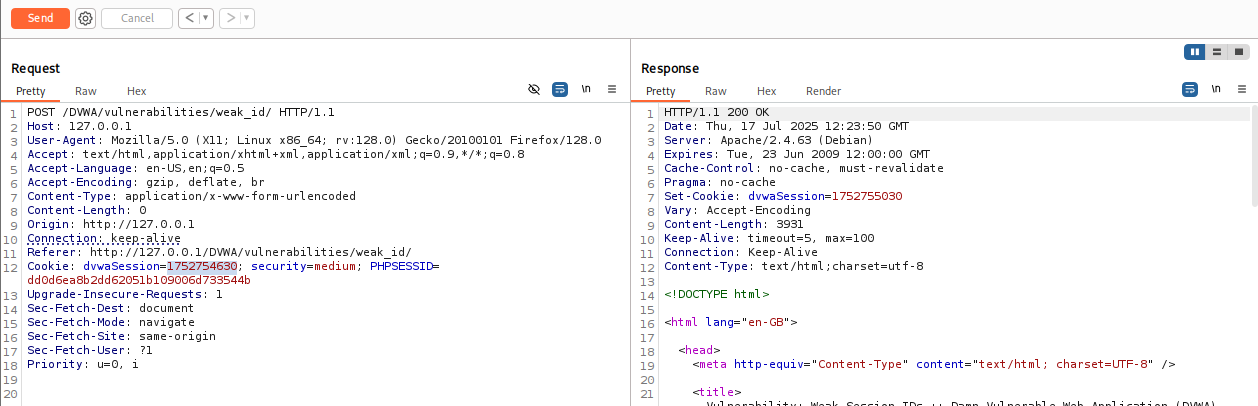 Send Cancel < ▼ > ▼
Request
Pretty Raw Hex \n
1 POST /DVWA/vulnerabilities/weak_id/ HTTP/1.1
2 Host: 127.0.0.1
3 User-Agent: Mozilla/5.0 (X11; Linux x86_64; rv:128.0) Gecko/20100101 Firefox/128.0
4 Accept: text/html,application/xhtml+xml,application/xml;q=0.9,*/*;q=0.8
5 Accept-Language: en-US,en;q=0.5
6 Accept-Encoding: gzip, deflate, br
7 Content-Type: application/x-www-form-urlencoded
8 Content-Length: 0
9 Origin: http://127.0.0.1
10 Connection: keep-alive
11 Referer: http://127.0.0.1/DVWA/vulnerabilities/weak_id/
12 Cookie: dvwaSession=1752754630; security=medium; PHPSESSID=
dd0d6ea8b2dd62051b109006d733544b
13 Upgrade-Insecure-Requests: 1
14 Sec-Fetch-Dest: document
15 Sec-Fetch-Mode: navigate
16 Sec-Fetch-Site: same-origin
17 Sec-Fetch-User: ?1
18 Priority: u=0, i
19
20
Response
Pretty Raw Hex Render \n
1 HTTP/1.1 200 OK
2 Date: Thu, 17 Jul 2025 12:23:50 GMT
3 Server: Apache/2.4.63 (Debian)
4 Expires: Tue, 23 Jun 2009 12:00:00 GMT
5 Cache-Control: no-cache, must-revalidate
6 Pragma: no-cache
7 Set-Cookie: dvwaSession=1752755030
8 Vary: Accept-Encoding
9 Content-Length: 3931
10 Keep-Alive: timeout=5, max=100
11 Connection: Keep-Alive
12 Content-Type: text/html;charset=utf-8
13
14 <!DOCTYPE html>
15
16 <html lang="en-GB">
17
18 <head>
19 <meta http-equiv="Content-Type" content="text/html; charset=UTF-8" />
20
21 <title>
Vulnerability: Weak Session IDs :: Damn Vulnerable Web Application (DVWA)